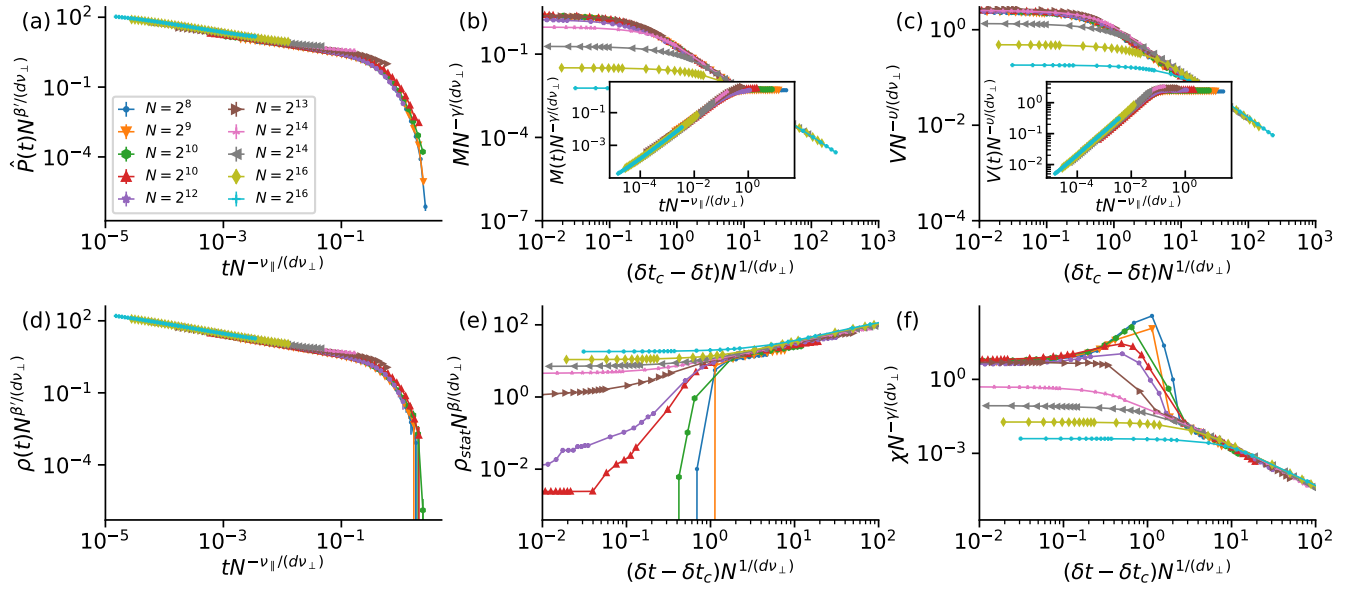 (a)
10^2
10^-1
10^-4
P̂(t)N^{β'/(dν⊥)}
N = 2^8
N = 2^9
N = 2^10
N = 2^10
N = 2^12
N = 2^13
N = 2^14
N = 2^14
N = 2^16
N = 2^16
10^-5 10^-3 10^-1
tN^{-ν∥/(dν⊥)}
(b)
10^-1
10^-4
10^-7
MN^{-γ/(dν⊥)}
10^-1
10^-3
M(t)N^{-γ/(dν⊥)}
10^-4 10^-2 10^0
tN^{-ν∥/(dν⊥)}
10^-2 10^-1 10^0 10^1 10^2 10^3
(δt_c − δt)N^{1/(dν⊥)}
(c)
10^0
10^-2
10^-4
VN^{-υ/(dν⊥)}
10^0
10^-1
10^-2
V(t)N^{-υ/(dν⊥)}
10^-4 10^-2 10^0
tN^{-ν∥/(dν⊥)}
10^-2 10^-1 10^0 10^1 10^2 10^3
(δt_c − δt)N^{1/(dν⊥)}
(d)
10^2
10^-1
10^-4
ρ(t)N^{β'/(dν⊥)}
10^-5 10^-3 10^-1
tN^{-ν∥/(dν⊥)}
(e)
10^2
10^0
10^-2
ρ_{stat}N^{β/(dν⊥)}
10^-2 10^-1 10^0 10^1 10^2
(δt − δt_c)N^{1/(dν⊥)}
(f)
10^0
10^-3
χN^{-γ/(dν⊥)}
10^-2 10^-1 10^0 10^1 10^2
(δt − δt_c)N^{1/(dν⊥)}